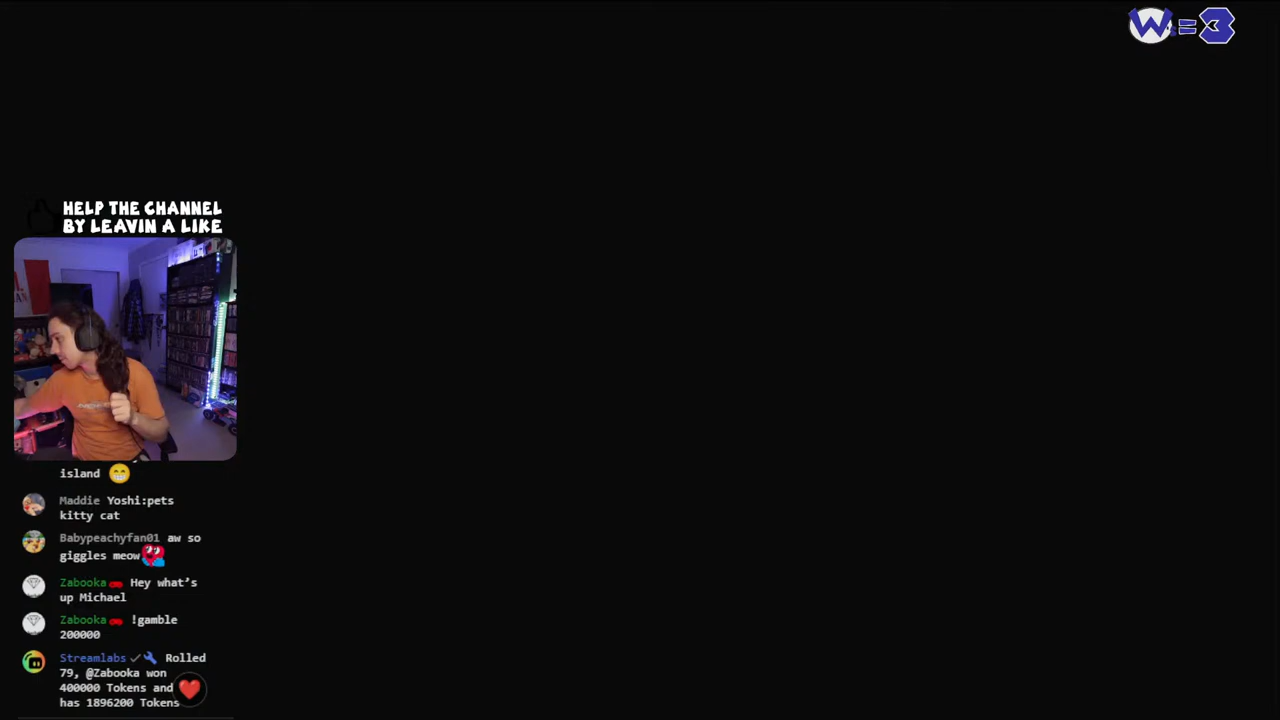 W=3
HELP THE CHANNEL
BY LEAVIN A LIKE
island
Maddie Yoshi:pets
kitty cat
Babypeachyfan01 aw so
giggles meow
Zabooka Hey what's
up Michael
Zabooka !gamble
200000
Streamlabs Rolled
79, @Zabooka won
400000 Tokens and
has 1896200 Tokens